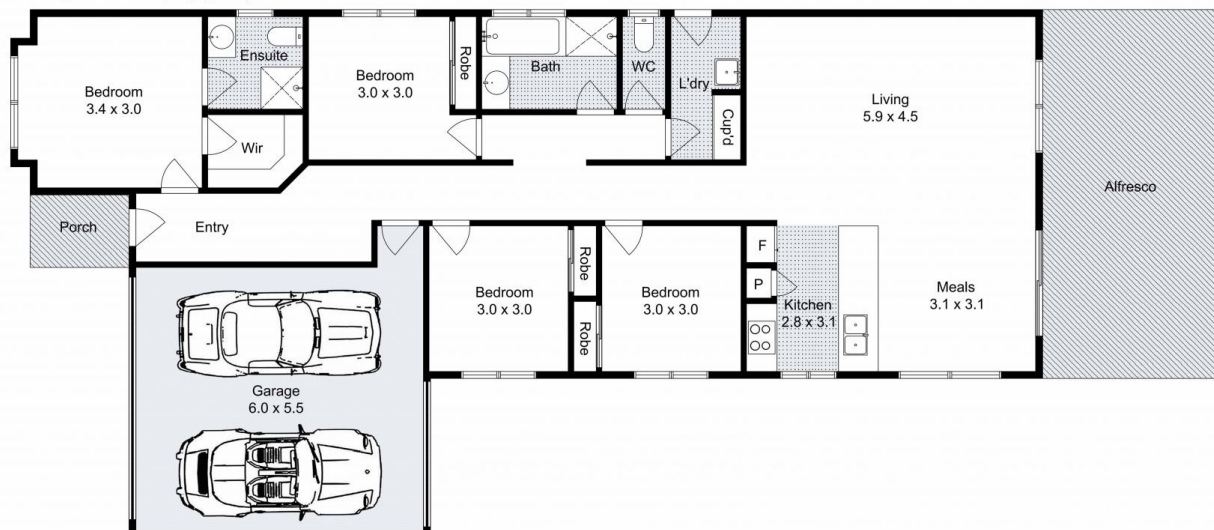 Ensuite
Bedroom
3.4 x 3.0
Wir
Bedroom
3.0 x 3.0
Robe
Bath
WC
L'dry
Cup'd
Living
5.9 x 4.5
Alfresco
Porch
Entry
Bedroom
3.0 x 3.0
Robe
Robe
Bedroom
3.0 x 3.0
F
P
Kitchen
2.8 x 3.1
Meals
3.1 x 3.1
Garage
6.0 x 5.5